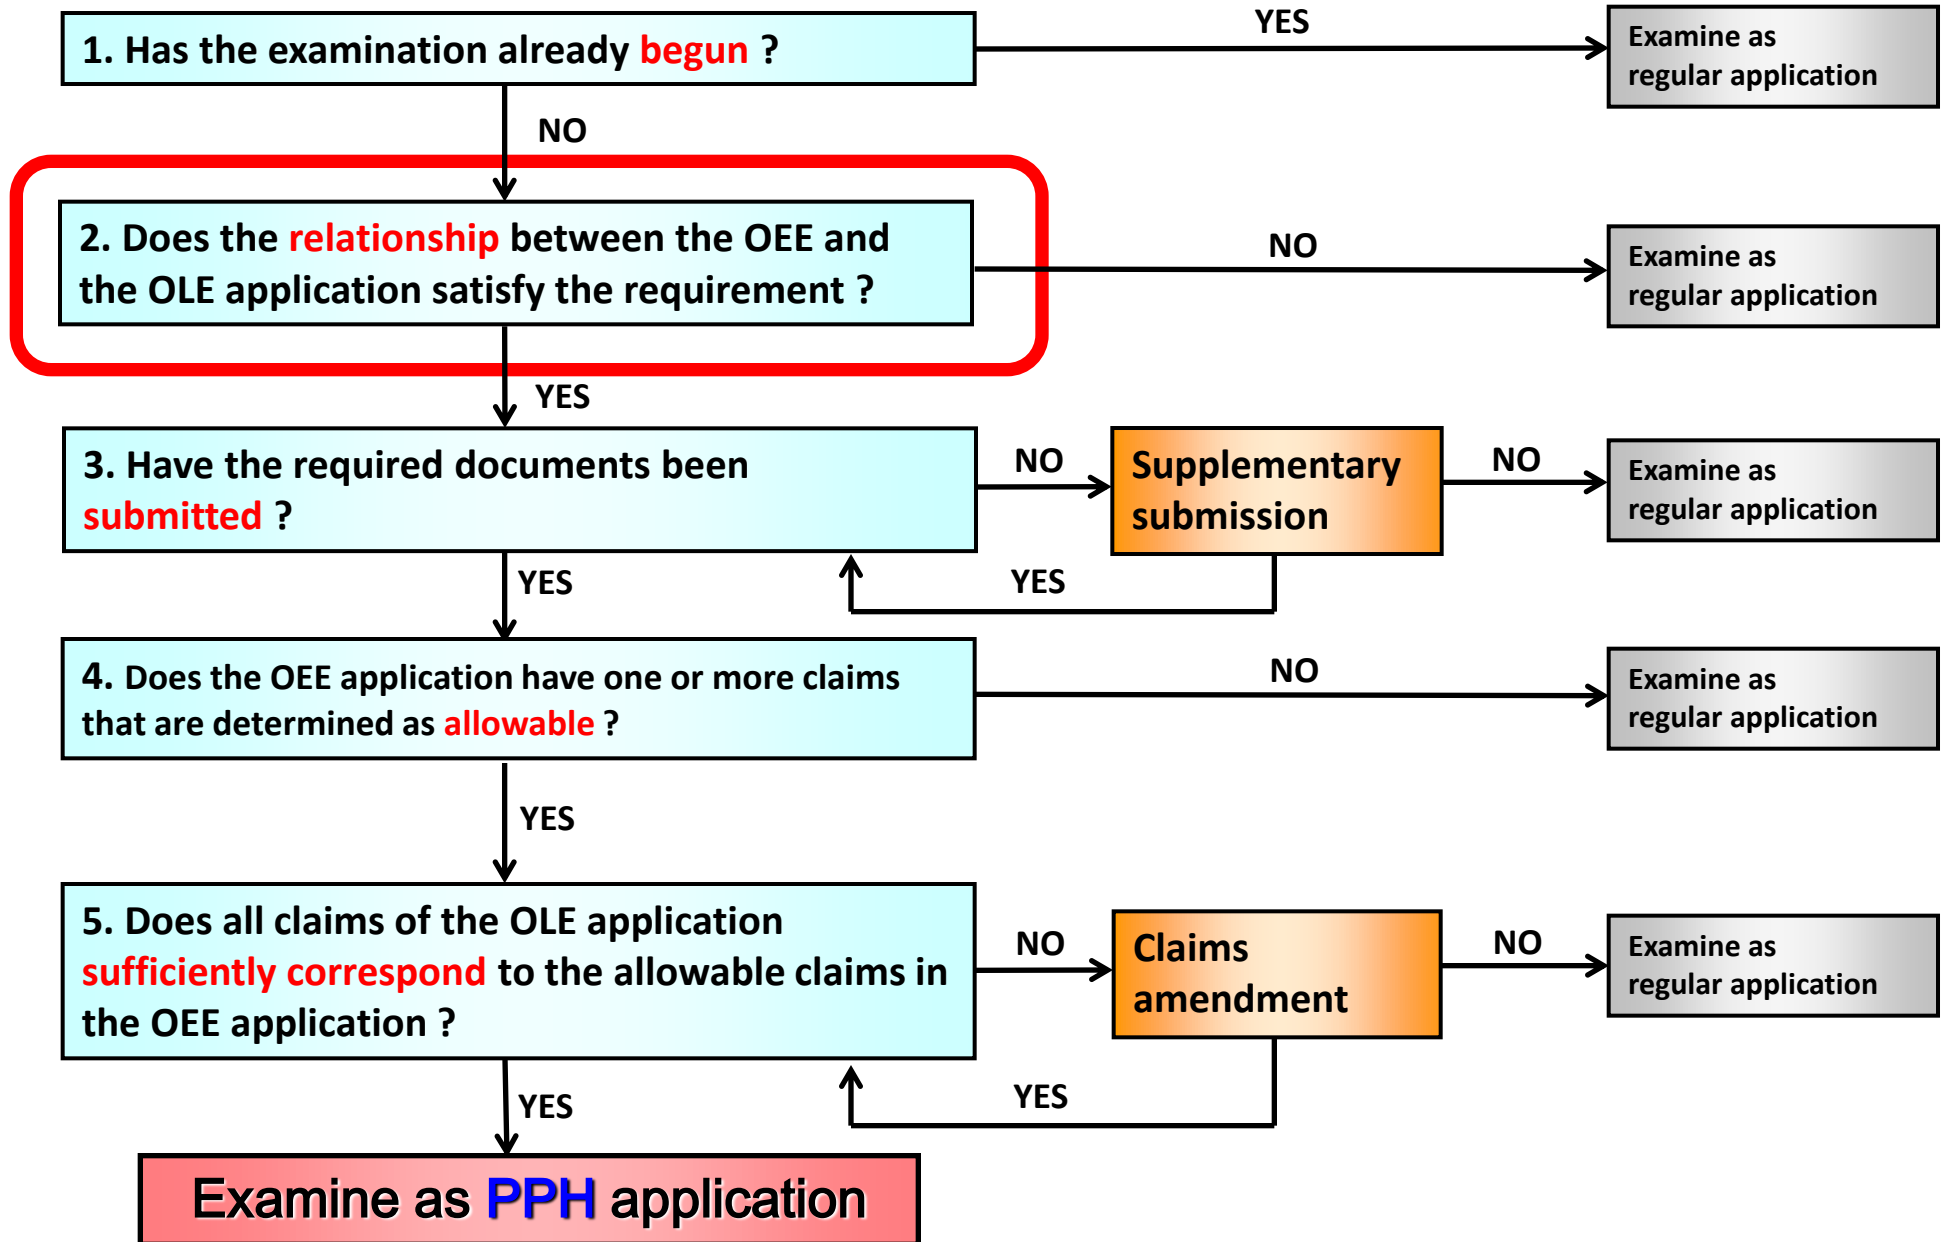 1. Has the examination already begun ?
YES
Examine as
regular application
NO
2. Does the relationship between the OEE and
the OLE application satisfy the requirement ?
NO
Examine as
regular application
YES
3. Have the required documents been
submitted ?
NO
Supplementary
submission
NO
Examine as
regular application
YES
YES
4. Does the OEE application have one or more claims
that are determined as allowable ?
NO
Examine as
regular application
YES
5. Does all claims of the OLE application
sufficiently correspond to the allowable claims in
the OEE application ?
NO
Claims
amendment
NO
Examine as
regular application
YES
YES
Examine as PPH application